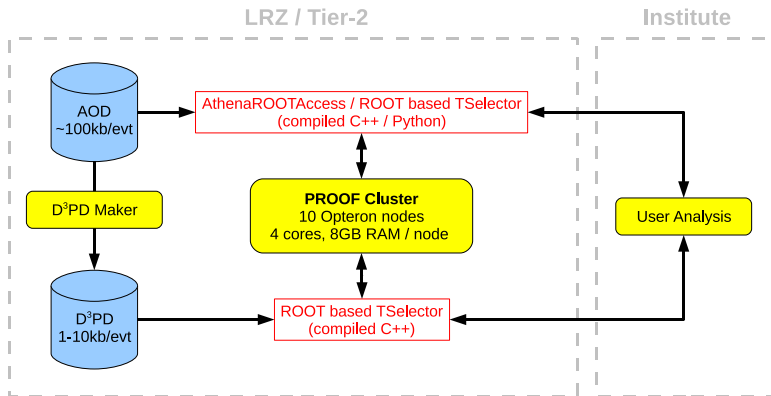 LRZ / Tier-2
Institute
AOD
~100kb/evt
AthenaROOTAccess / ROOT based TSelector
(compiled C++ / Python)
D³PD Maker
PROOF Cluster
10 Opteron nodes
4 cores, 8GB RAM / node
User Analysis
D³PD
1-10kb/evt
ROOT based TSelector
(compiled C++)